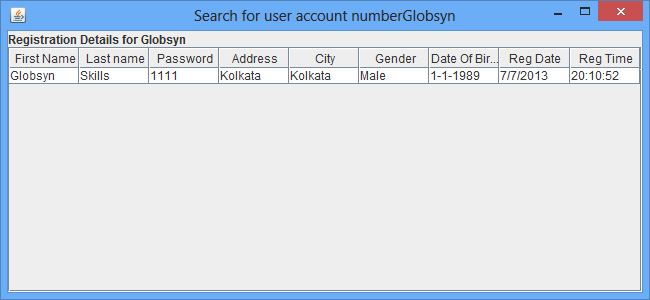 Search for user account numberGlobsyn
Registration Details for Globsyn
First Name Last name Password Address City Gender Date Of Bir... Reg Date Reg Time
Globsyn Skills 1111 Kolkata Kolkata Male 1-1-1989 7/7/2013 20:10:52